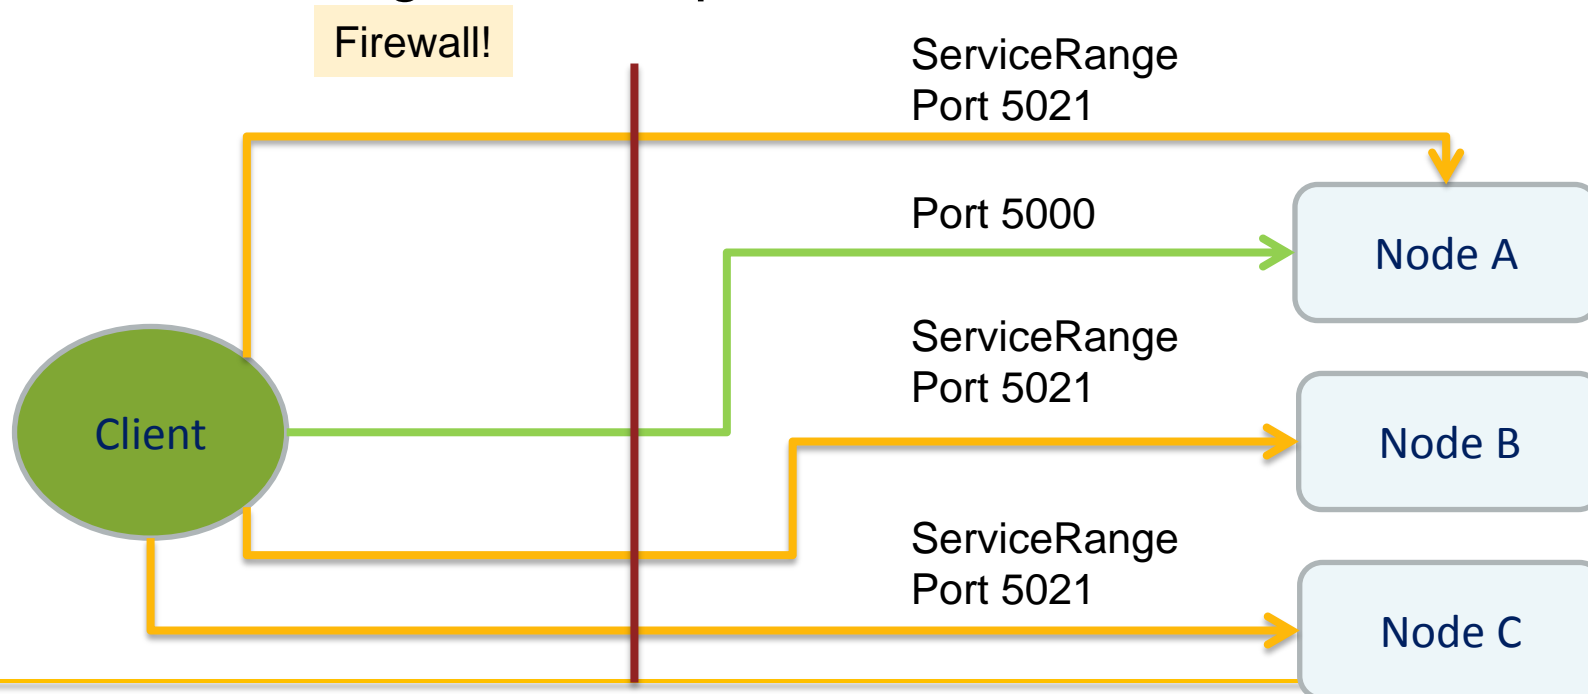 Firewall!
ServiceRange
Port 5021
Port 5000
Node A
ServiceRange
Port 5021
Client
Node B
ServiceRange
Port 5021
Node C